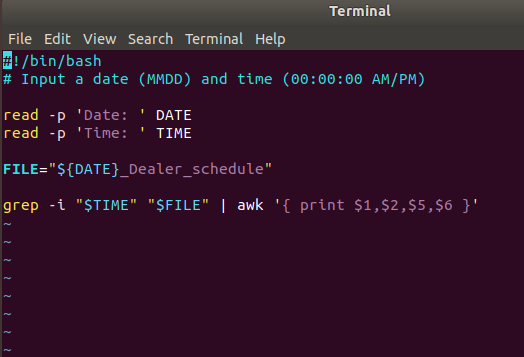 Terminal
File Edit View Search Terminal Help
#!/bin/bash
# Input a date (MMDD) and time (00:00:00 AM/PM)
read -p 'Date: ' DATE
read -p 'Time: ' TIME
FILE="${DATE}_Dealer_schedule"
grep -i "$TIME" "$FILE" | awk '{ print $1,$2,$5,$6 }'
~
~
~
~
~
~
~